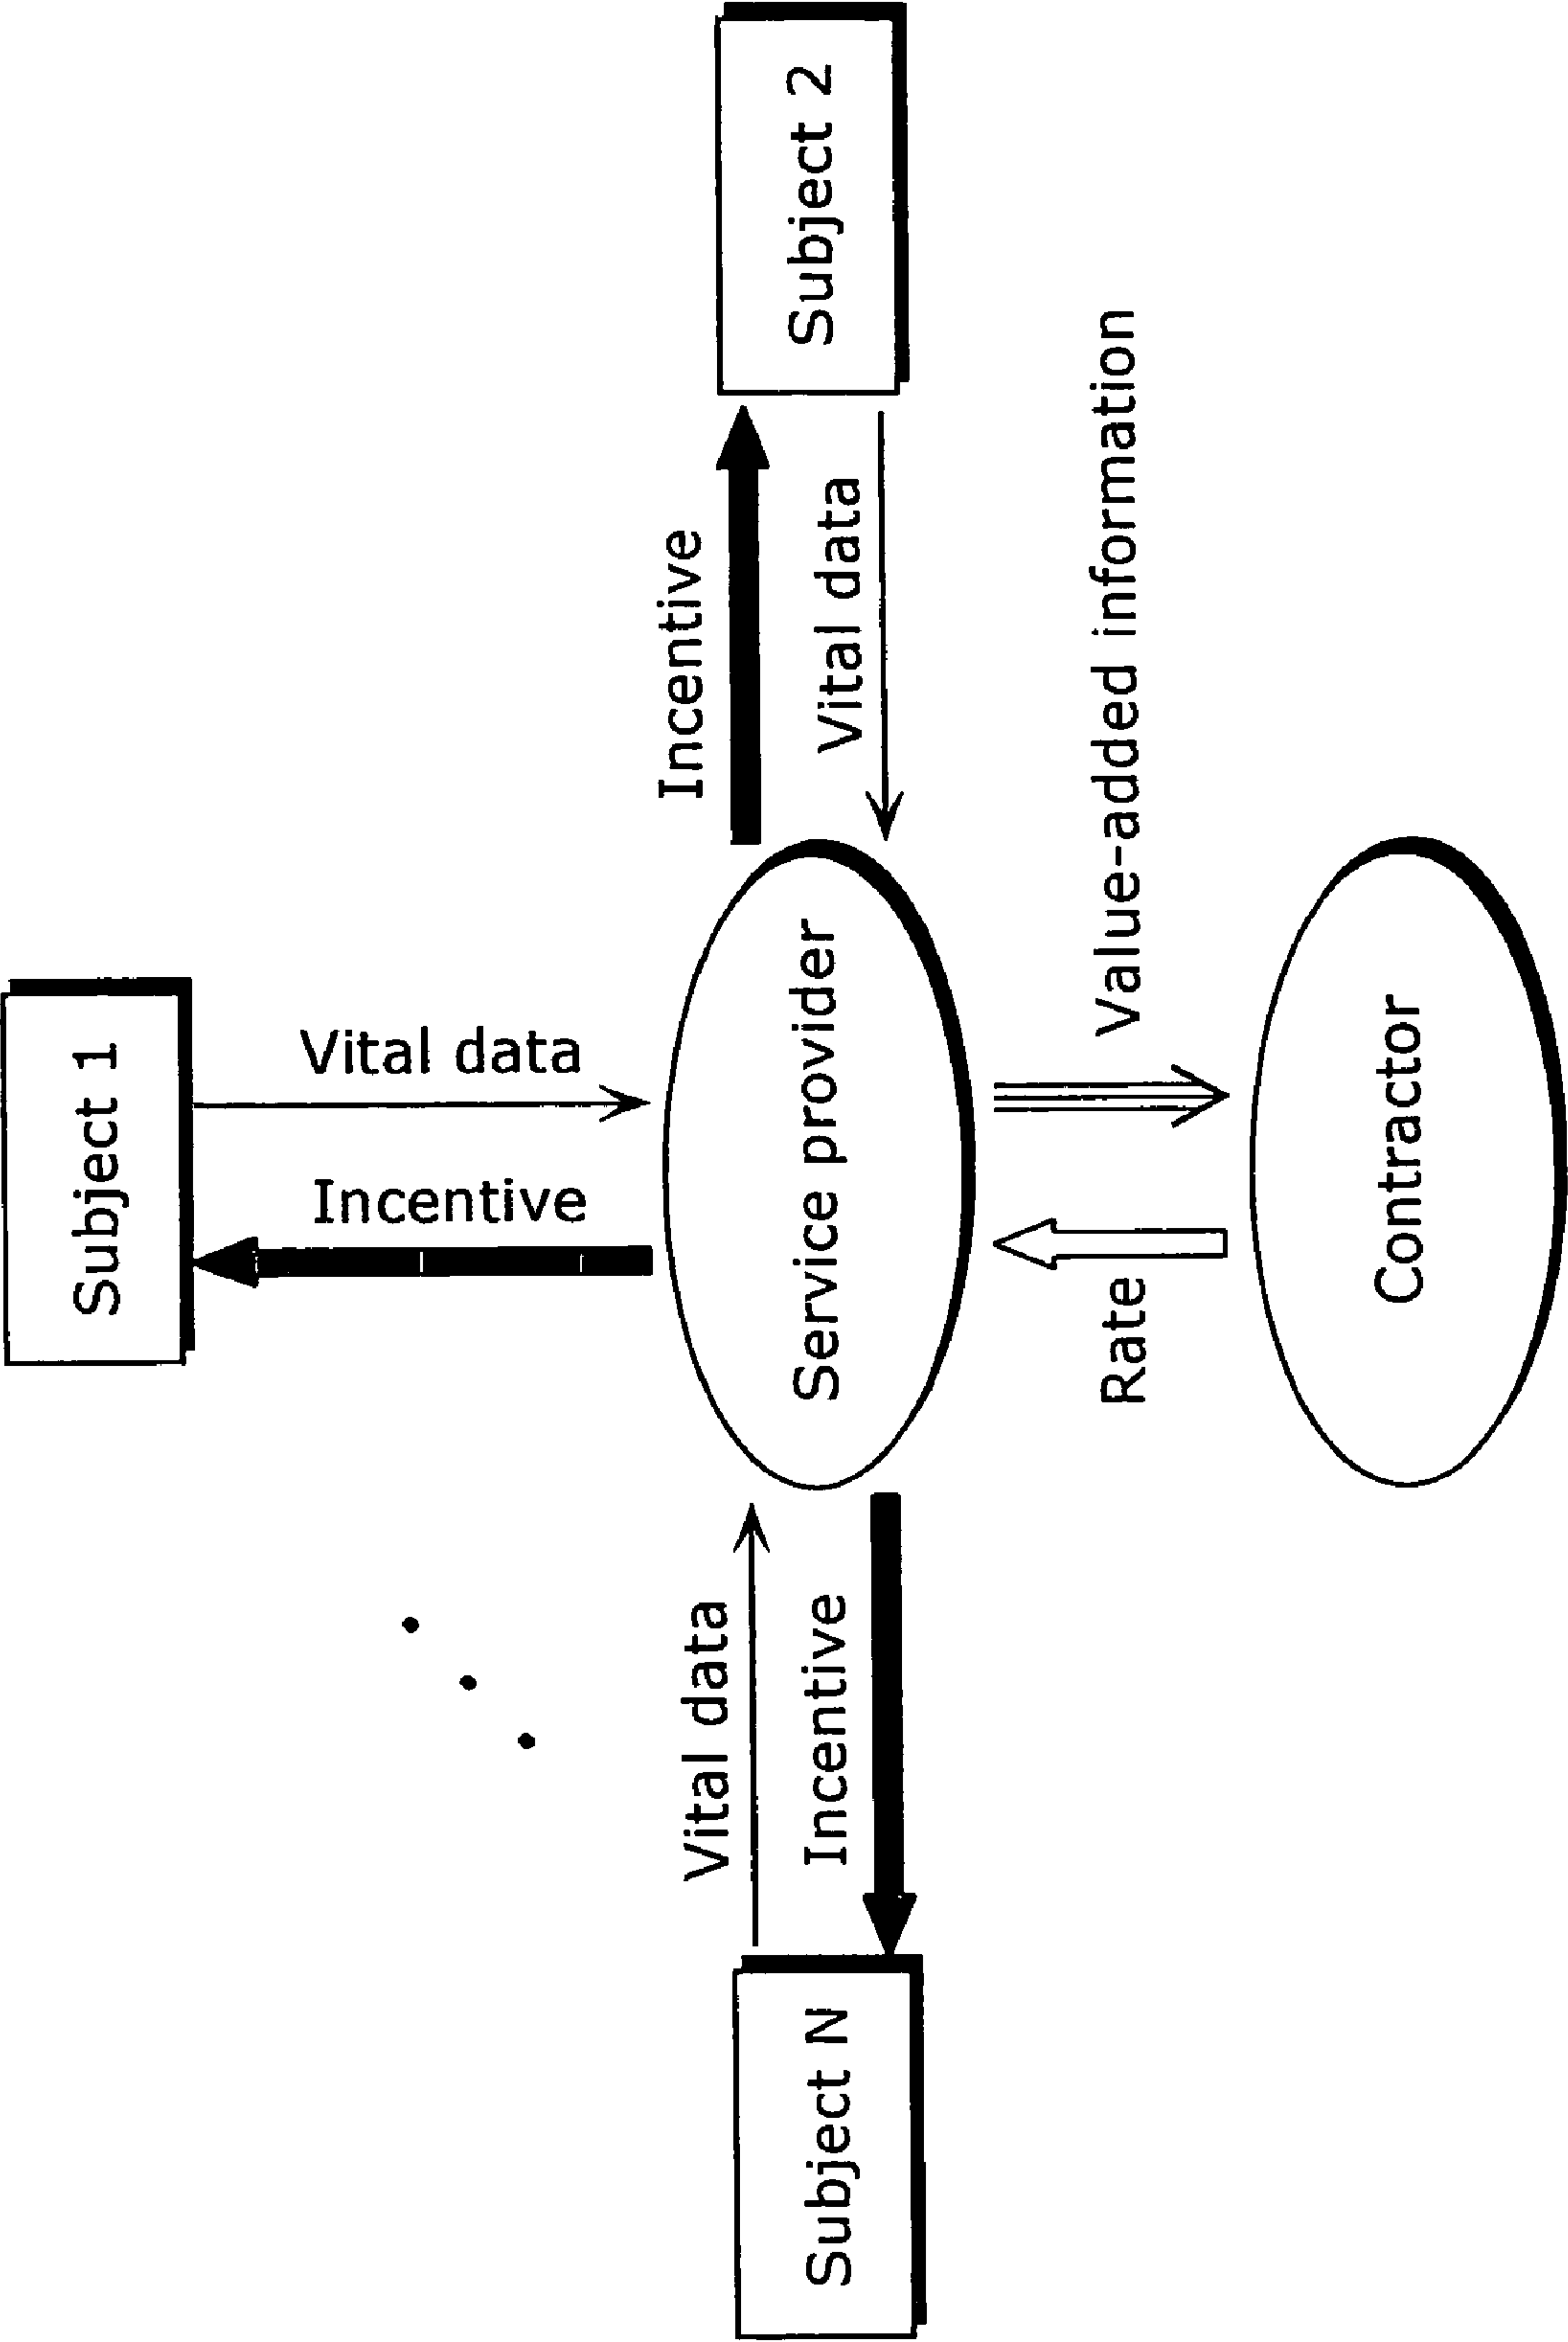 Subject 1
Vital data
Incentive
Incentive
Vital data
Subject 2
Service provider
Vital data
Incentive
Subject N
Value-added information
Rate
Contractor